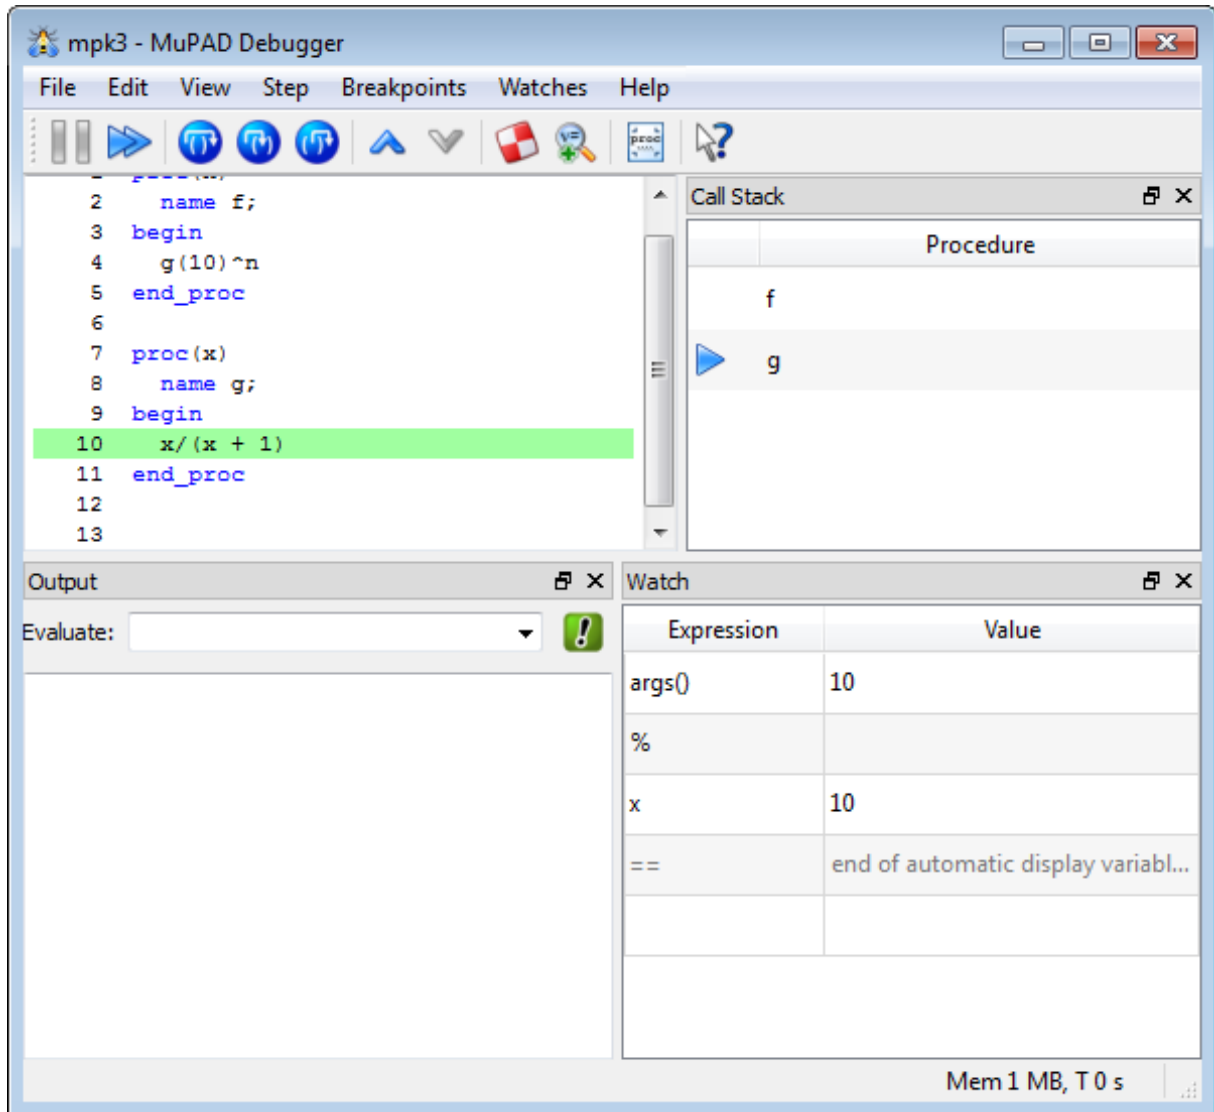 mpk3 - MuPAD Debugger
File Edit View Step Breakpoints Watches Help
v=
proc
2 name f;
3 begin
4 g(10)^n
5 end_proc
6
7 proc(x)
8 name g;
9 begin
10 x/(x + 1)
11 end_proc
12
13
Call Stack
Procedure
f
g
Output
Evaluate:
Watch
Expression Value
args() 10
%
x 10
== end of automatic display variabl...
Mem 1 MB, T 0 s